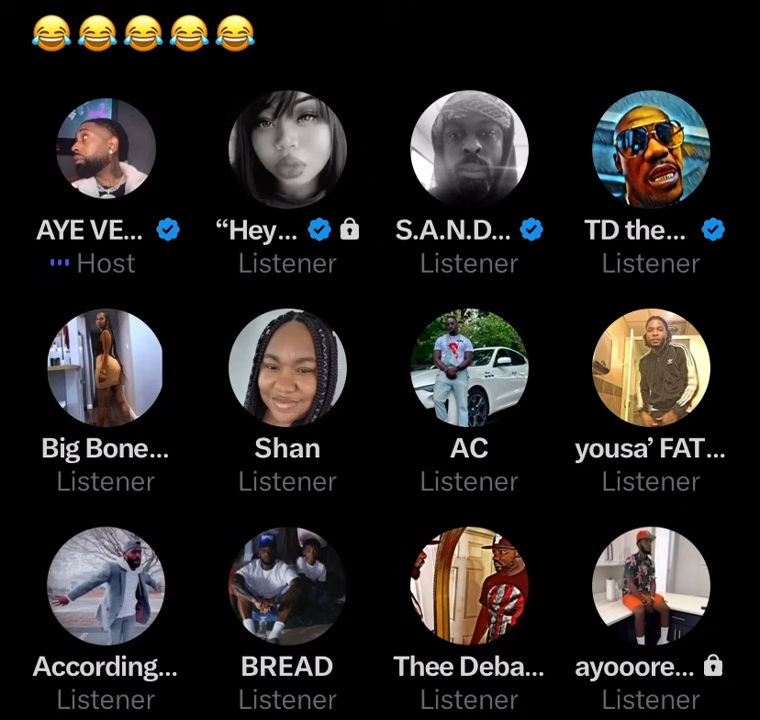 😂😂😂😂😂
AYE VE... “Hey... S.A.N.D... TD the...
Host Listener Listener Listener
Big Bone... Shan AC yousa’ FAT...
Listener Listener Listener Listener
According... BREAD Thee Deba... ayooore...
Listener Listener Listener Listener